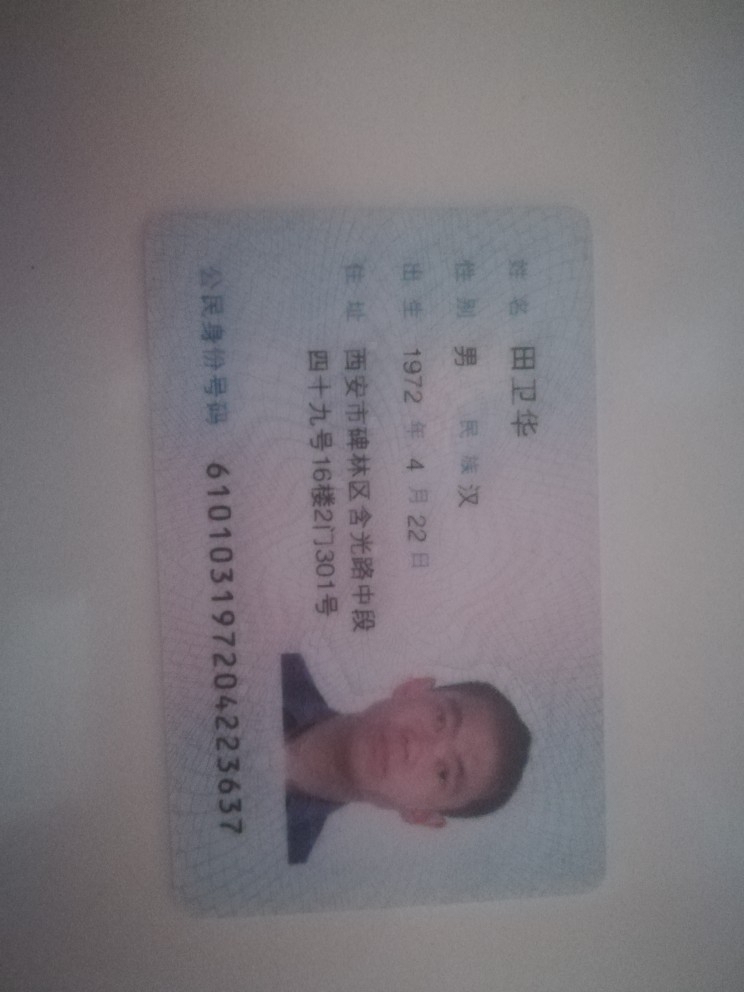 姓名 田卫华
性别 男 民族 汉
出生 1972 年 4 月 22 日
住址 西安市碑林区含光路中段
四十九号16楼2门301号
公民身份号码 610103197204223637